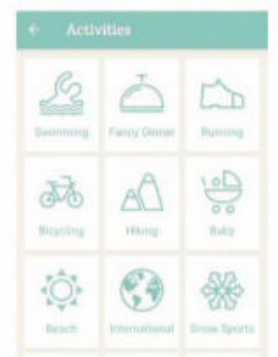 Activities
Swimming Fancy Dinner Running
Bicycling Hiking Baby
Beach International Snow Sports